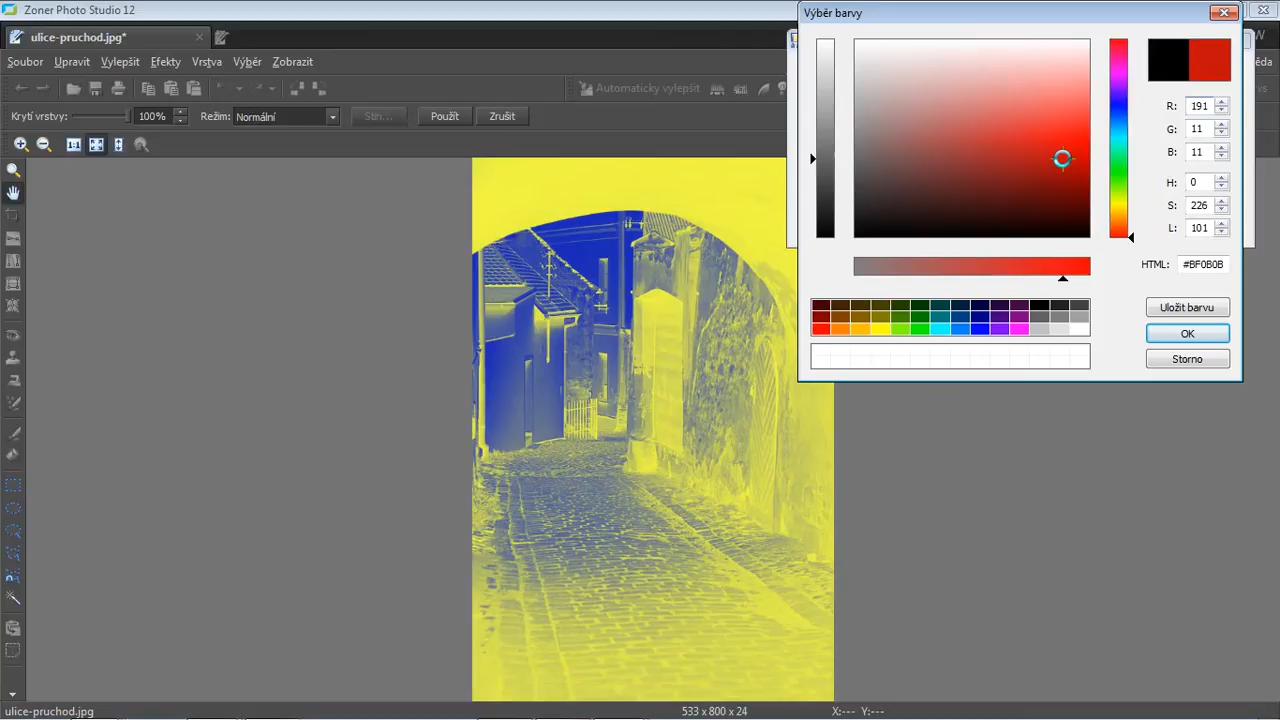 Zoner Photo Studio 12
ulice-pruchod.jpg*
Soubor Upravit Vylepšit Efekty Vrstva Výběr Zobrazit
Automaticky vylepšit
Krytí vrstvy: 100% Režim: Normální Stín... Použít Zrušit
1:1
Výběr barvy
R: 191
G: 11
B: 11
H: 0
S: 226
L: 101
HTML: #BF0B0B
Uložit barvu
OK
Storno
ulice-pruchod.jpg 533 x 800 x 24 X:--- Y:---